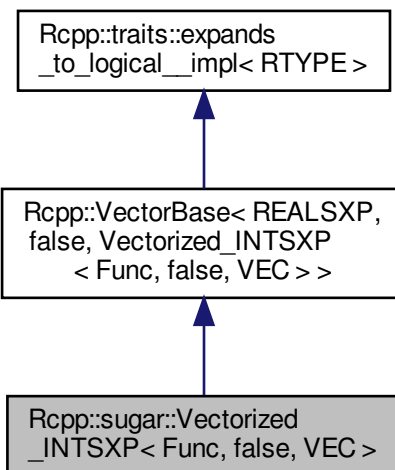 Rcpp::traits::expands
_to_logical__impl< RTYPE >
Rcpp::VectorBase< REALSXP,
false, Vectorized_INTSXP
< Func, false, VEC > >
Rcpp::sugar::Vectorized
_INTSXP< Func, false, VEC >